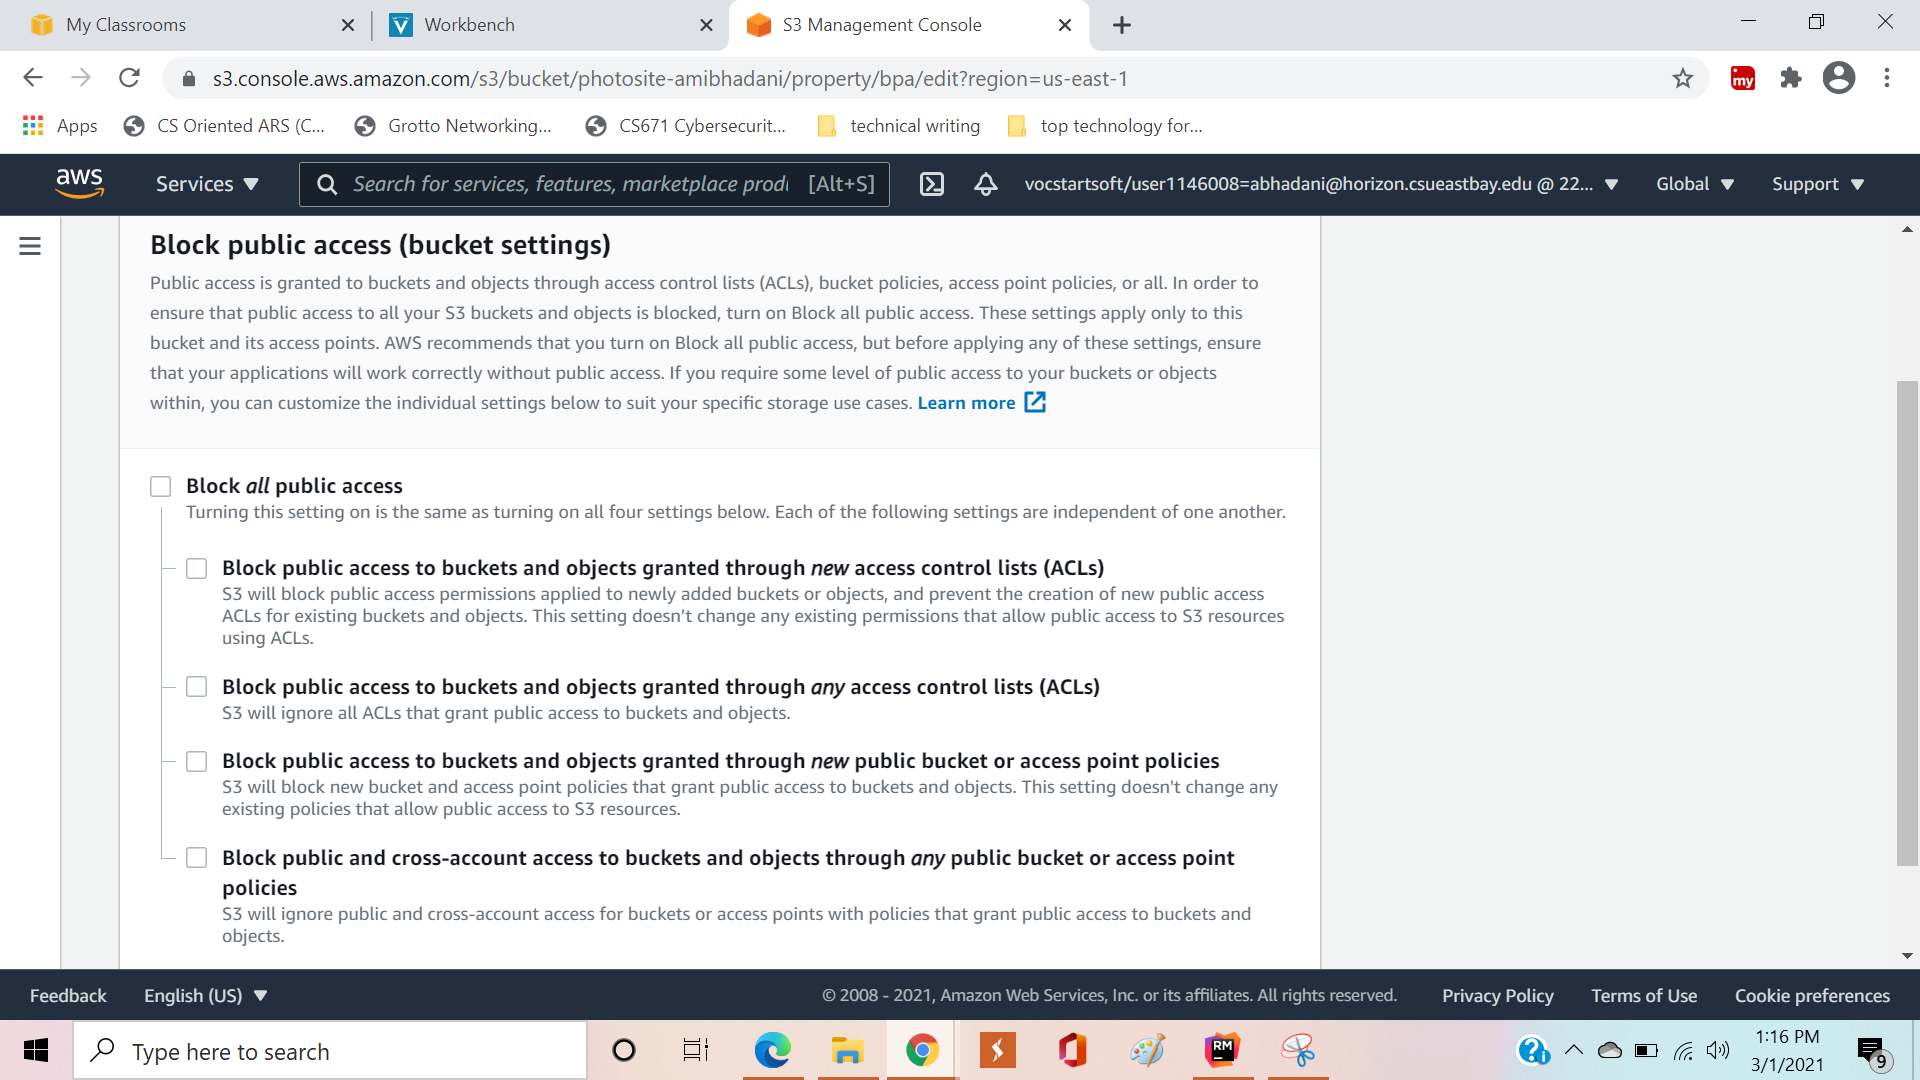 My Classrooms
Workbench
S3 Management Console
s3.console.aws.amazon.com/s3/bucket/photosite-amibhadani/property/bpa/edit?region=us-east-1
my
Apps
CS Oriented ARS (C...
Grotto Networking...
CS671 Cybersecurit...
technical writing
top technology for...
aws
Services
Search for services, features, marketplace produ
[Alt+S]
vocstartsoft/user1146008=abhadani@horizon.csueastbay.edu @ 22...
Global
Support
Block public access (bucket settings)
Public access is granted to buckets and objects through access control lists (ACLs), bucket policies, access point policies, or all. In order to
ensure that public access to all your S3 buckets and objects is blocked, turn on Block all public access. These settings apply only to this
bucket and its access points. AWS recommends that you turn on Block all public access, but before applying any of these settings, ensure
that your applications will work correctly without public access. If you require some level of public access to your buckets or objects
within, you can customize the individual settings below to suit your specific storage use cases. Learn more
Block all public access
Turning this setting on is the same as turning on all four settings below. Each of the following settings are independent of one another.
Block public access to buckets and objects granted through new access control lists (ACLs)
S3 will block public access permissions applied to newly added buckets or objects, and prevent the creation of new public access
ACLs for existing buckets and objects. This setting doesn’t change any existing permissions that allow public access to S3 resources
using ACLs.
Block public access to buckets and objects granted through any access control lists (ACLs)
S3 will ignore all ACLs that grant public access to buckets and objects.
Block public access to buckets and objects granted through new public bucket or access point policies
S3 will block new bucket and access point policies that grant public access to buckets and objects. This setting doesn't change any
existing policies that allow public access to S3 resources.
Block public and cross-account access to buckets and objects through any public bucket or access point
policies
S3 will ignore public and cross-account access for buckets or access points with policies that grant public access to buckets and
objects.
Feedback
English (US)
© 2008 - 2021, Amazon Web Services, Inc. or its affiliates. All rights reserved.
Privacy Policy
Terms of Use
Cookie preferences
Type here to search
RM
1:16 PM
3/1/2021
9